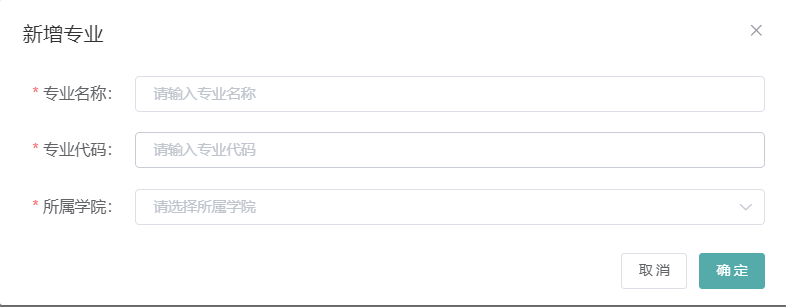 新增专业
* 专业名称：
请输入专业名称
* 专业代码：
请输入专业代码
* 所属学院：
请选择所属学院
取消
确定